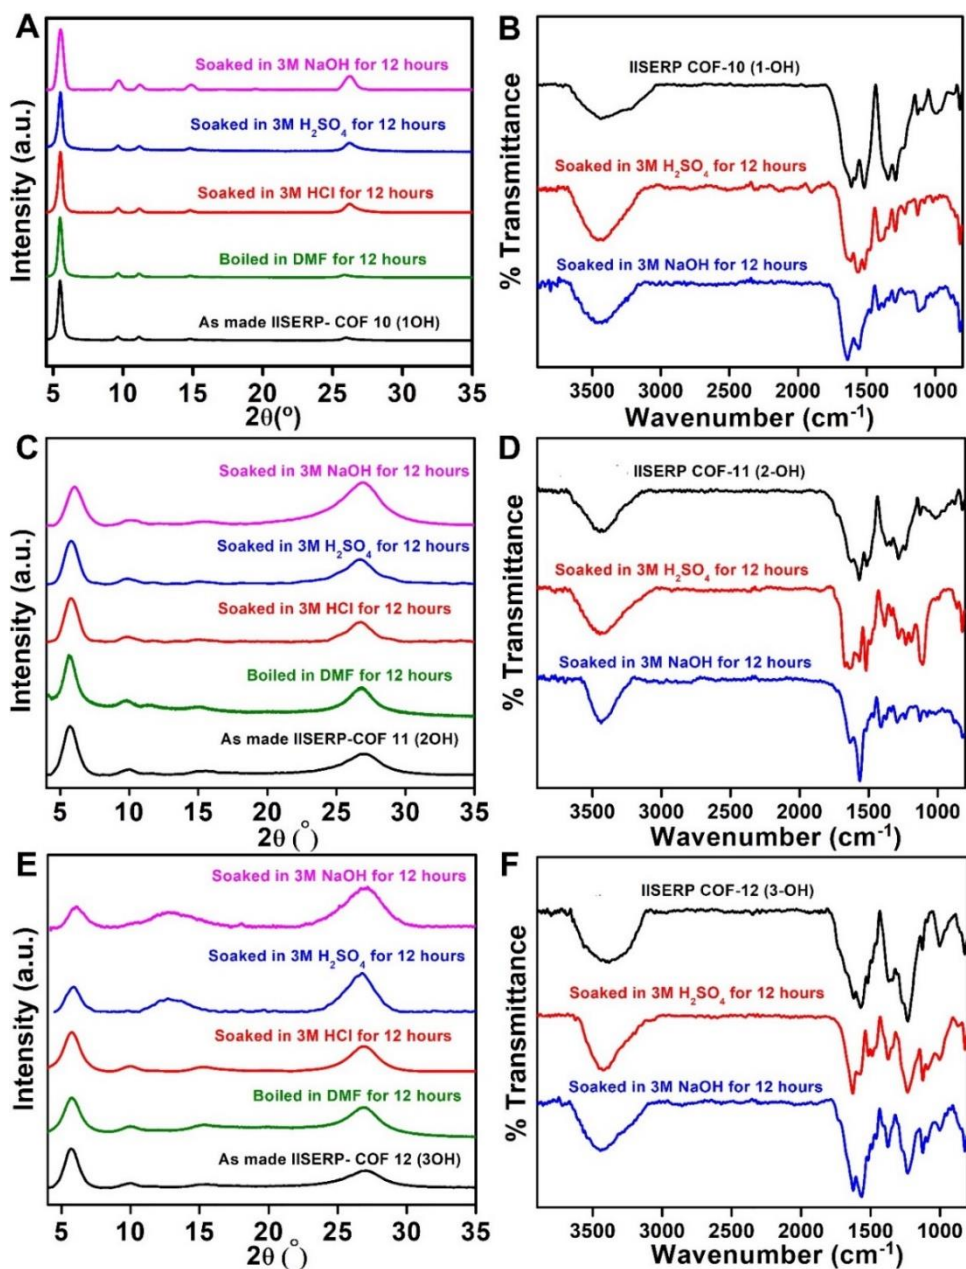 A
Soaked in 3M NaOH for 12 hours
Soaked in 3M H2SO4 for 12 hours
Soaked in 3M HCl for 12 hours
Boiled in DMF for 12 hours
As made IISERP- COF 10 (1OH)
Intensity (a.u.)
5 10 15 20 25 30 35
2θ(º)
B
IISERP COF-10 (1-OH)
Soaked in 3M H2SO4 for 12 hours
Soaked in 3M NaOH for 12 hours
% Transmittance
3500 3000 2500 2000 1500 1000
Wavenumber (cm-1)
C
Soaked in 3M NaOH for 12 hours
Soaked in 3M H2SO4 for 12 hours
Soaked in 3M HCl for 12 hours
Boiled in DMF for 12 hours
As made IISERP-COF 11 (2OH)
Intensity (a.u.)
5 10 15 20 25 30 35
2θ (°)
D
IISERP COF-11 (2-OH)
Soaked in 3M H2SO4 for 12 hours
Soaked in 3M NaOH for 12 hours
% Transmittance
3500 3000 2500 2000 1500 1000
Wavenumber (cm-1)
E
Soaked in 3M NaOH for 12 hours
Soaked in 3M H2SO4 for 12 hours
Soaked in 3M HCl for 12 hours
Boiled in DMF for 12 hours
As made IISERP- COF 12 (3OH)
Intensity (a.u.)
5 10 15 20 25 30 35
2θ (°)
F
IISERP COF-12 (3-OH)
Soaked in 3M H2SO4 for 12 hours
Soaked in 3M NaOH for 12 hours
% Transmittance
3500 3000 2500 2000 1500 1000
Wavenumber (cm-1)